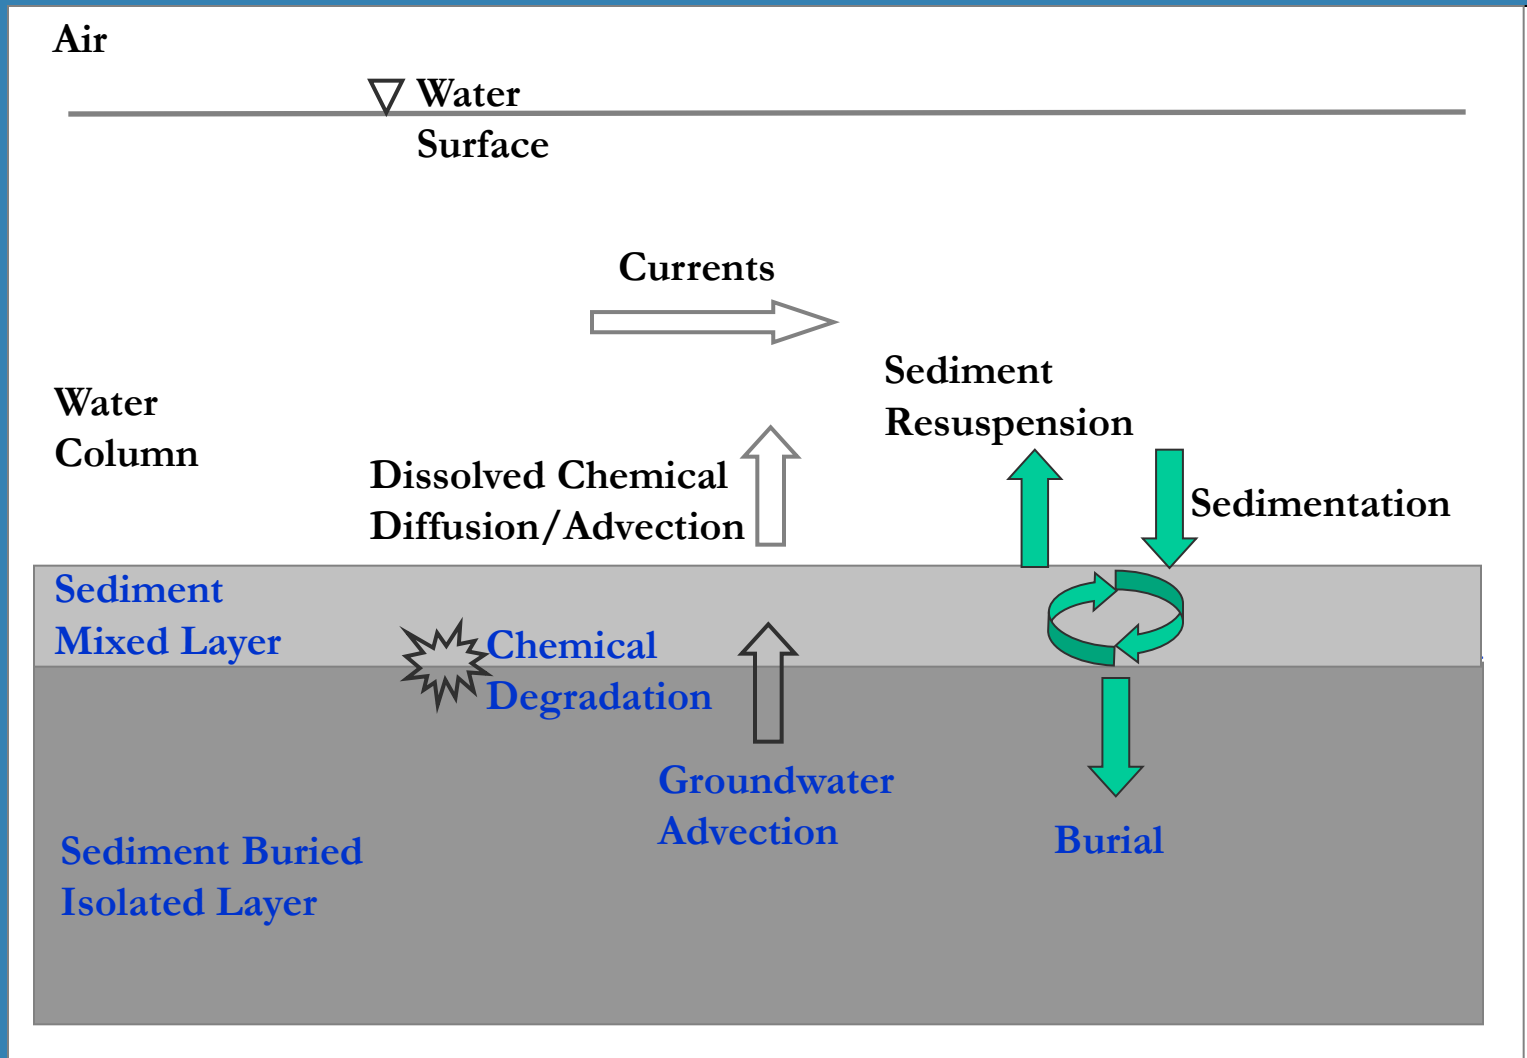 Air
Water
Surface
Currents
Sediment
Resuspension
Water
Column
Dissolved Chemical
Diffusion/Advection
Sedimentation
Sediment
Mixed Layer
Chemical
Degradation
Groundwater
Advection
Burial
Sediment Buried
Isolated Layer